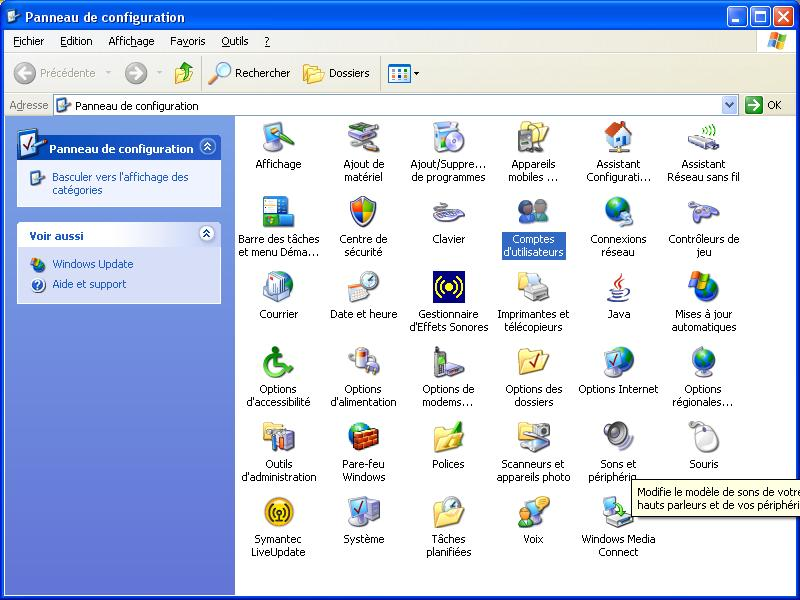 Panneau de configuration
Fichier Edition Affichage Favoris Outils ?
Précédente Rechercher Dossiers
Adresse Panneau de configuration OK
Panneau de configuration
Basculer vers l'affichage des
catégories
Voir aussi
Windows Update
Aide et support
Affichage
Ajout de
matériel
Ajout/Suppre...
de programmes
Appareils
mobiles ...
Assistant
Configurati...
Assistant
Réseau sans fil
Barre des tâches
et menu Déma...
Centre de
sécurité
Clavier
Comptes
d'utilisateurs
Connexions
réseau
Contrôleurs de
jeu
Courrier
Date et heure
Gestionnaire
d'Effets Sonores
Imprimantes et
télécopieurs
Java
Mises à jour
automatiques
Options
d'accessibilité
Options
d'alimentation
Options de
modems...
Options des
dossiers
Options Internet
Options
régionales...
Outils
d'administration
Pare-feu
Windows
Polices
Scanneurs et
appareils photo
Sons et
périphériq
Souris
Modifie le modèle de sons de votre
hauts parleurs et de vos périphéri
Symantec
LiveUpdate
Système
Tâches
planifiées
Voix
Windows Media
Connect